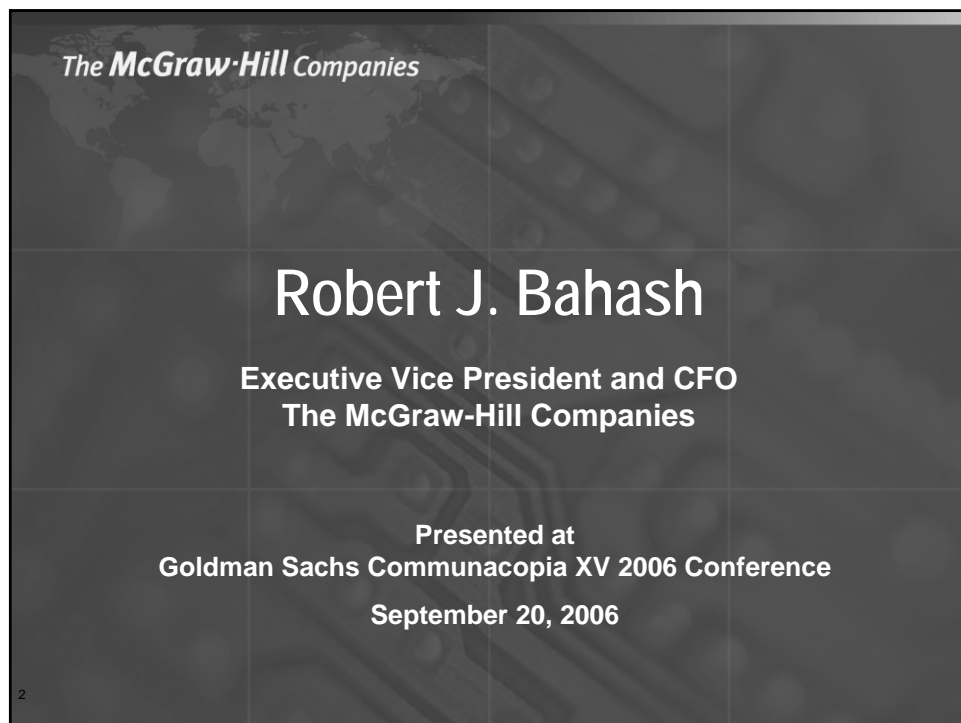 The McGraw·Hill Companies
Robert J. Bahash
Executive Vice President and CFO
The McGraw-Hill Companies
Presented at
Goldman Sachs Communacopia XV 2006 Conference
September 20, 2006
2